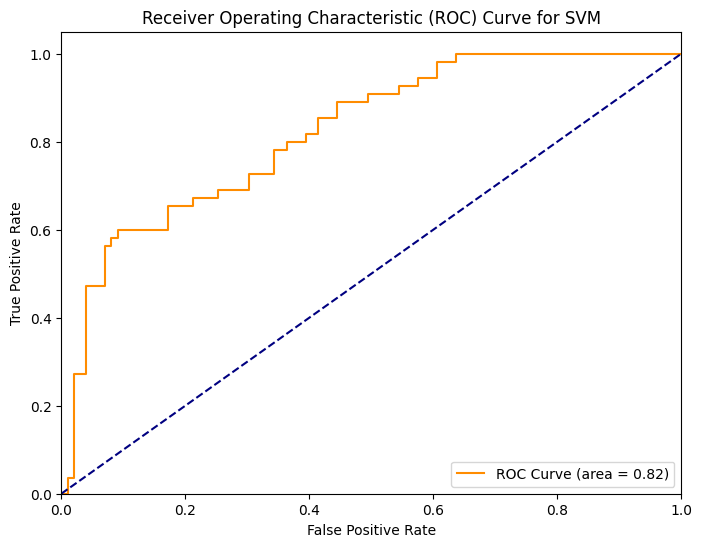 Receiver Operating Characteristic (ROC) Curve for SVM
True Positive Rate
1.0
0.8
0.6
0.4
0.2
0.0
ROC Curve (area = 0.82)
0.0 0.2 0.4 0.6 0.8 1.0
False Positive Rate